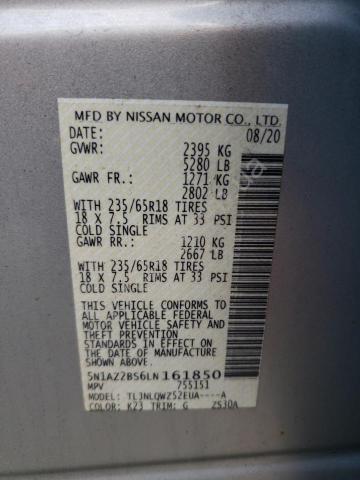 MFD BY NISSAN MOTOR CO., LTD.
DATE: 08/20
GVWR: 2395 KG
5280 LB
GAWR FR.: 1271 KG
2802 LB
WITH 235/65R18 TIRES
18 X 7.5 RIMS AT 33 PSI
COLD SINGLE
GAWR RR.: 1210 KG
2667 LB
WITH 235/65R18 TIRES
18 X 7.5 RIMS AT 33 PSI
COLD SINGLE
THIS VEHICLE CONFORMS TO
ALL APPLICABLE FEDERAL
MOTOR VEHICLE SAFETY
STANDARDS IN EFFECT ON
THE DATE OF MANUFACTURE
SHOWN ABOVE.
5N1AZ2BS6LN161850
MPV 755151
MODEL: TLJNLQWZ52EUA----A
COLOR: K23 TRIM: G ZS30A